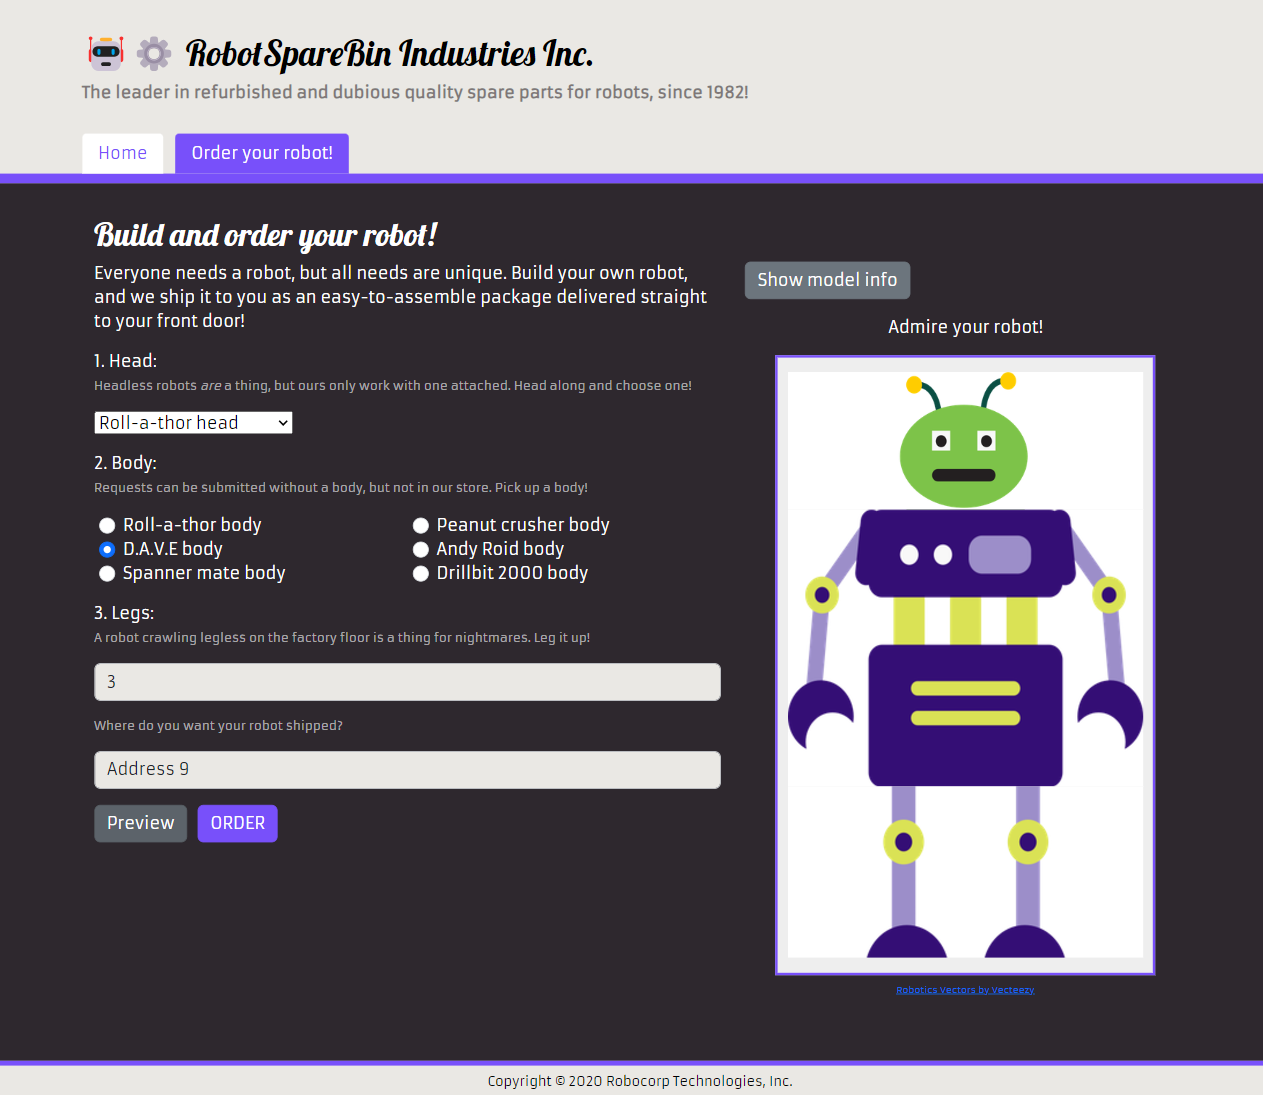 RobotSpareBin Industries Inc.
The leader in refurbished and dubious quality spare parts for robots, since 1982!
Home
Order your robot!
Build and order your robot!
Everyone needs a robot, but all needs are unique. Build your own robot,
and we ship it to you as an easy-to-assemble package delivered straight
to your front door!
1. Head:
Headless robots are a thing, but ours only work with one attached. Head along and choose one!
Roll-a-thor head
2. Body:
Requests can be submitted without a body, but not in our store. Pick up a body!
Roll-a-thor body
Peanut crusher body
D.A.V.E body
Andy Roid body
Spanner mate body
Drillbit 2000 body
3. Legs:
A robot crawling legless on the factory floor is a thing for nightmares. Leg it up!
3
Where do you want your robot shipped?
Address 9
Preview
ORDER
Show model info
Admire your robot!
Robotics Vectors by Vecteezy
Copyright © 2020 Robocorp Technologies, Inc.